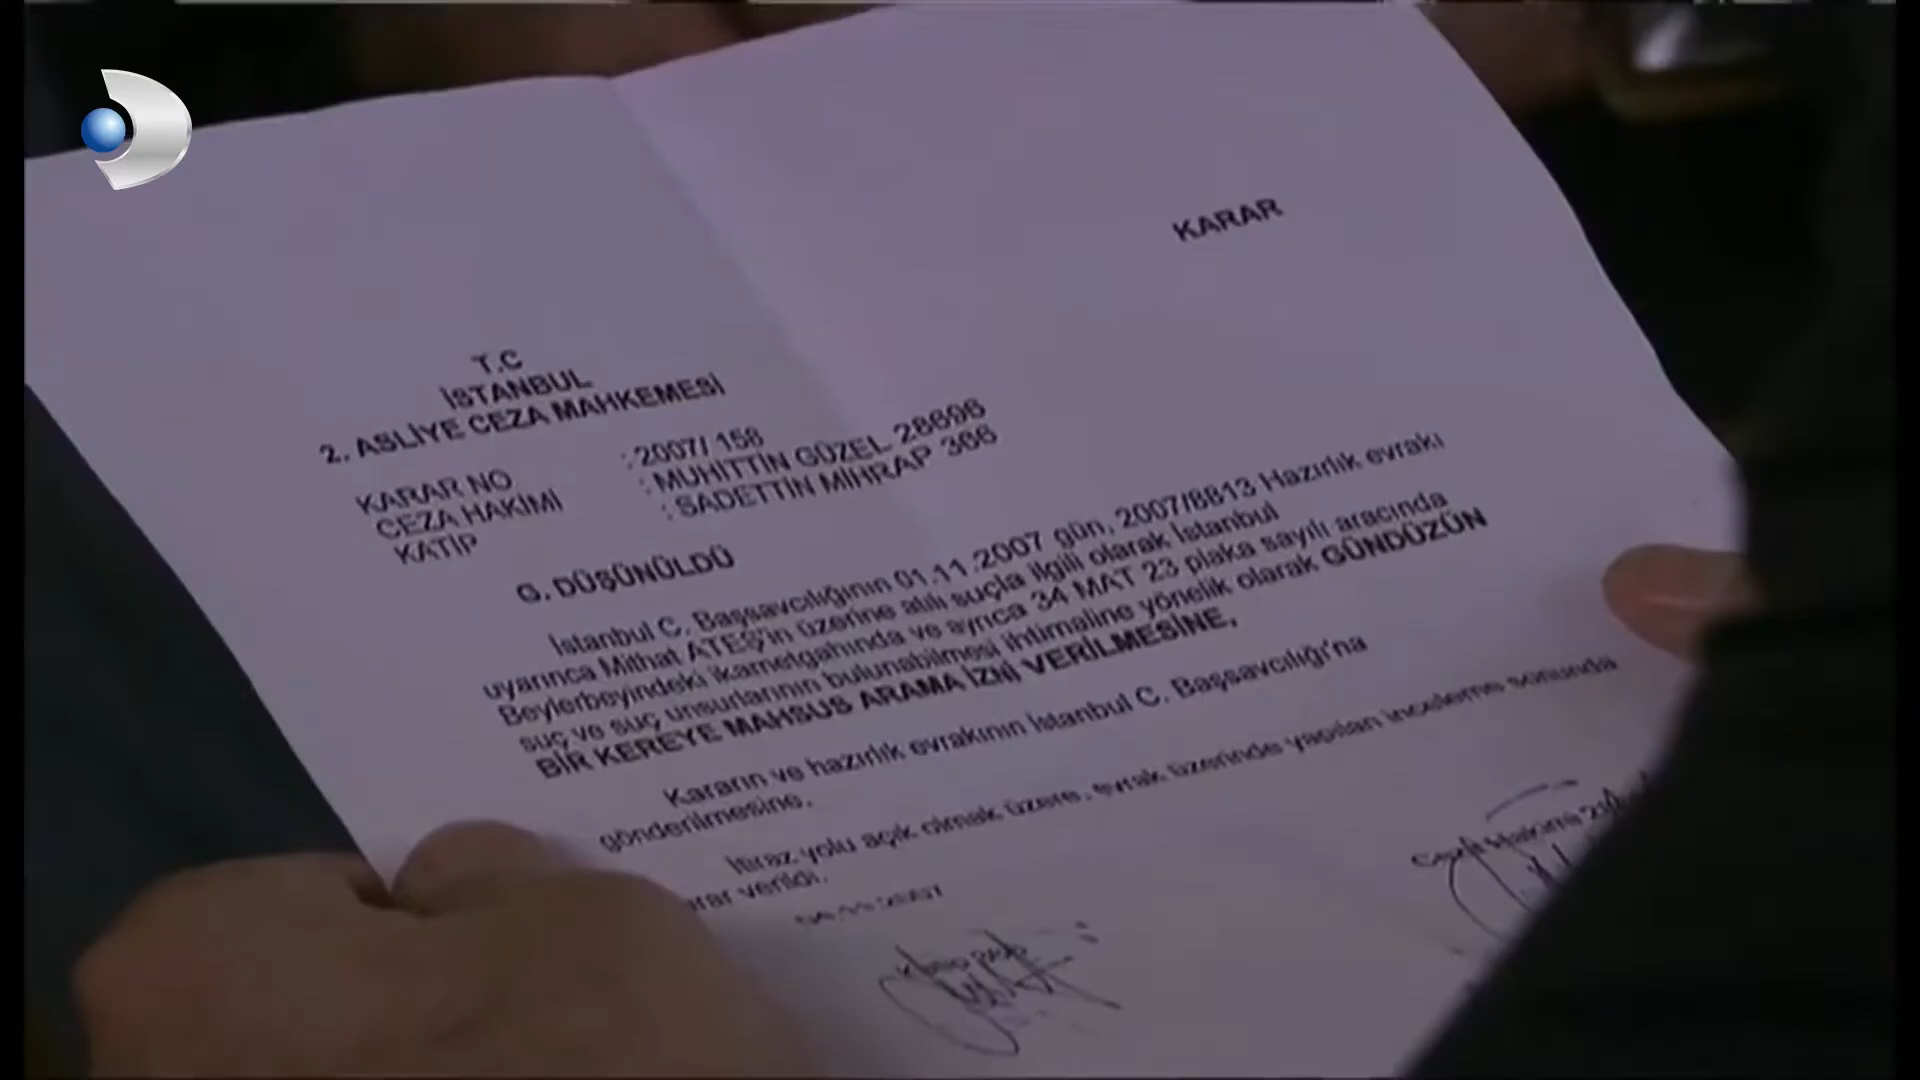 KARAR
T.C
İSTANBUL
2. ASLİYE CEZA MAHKEMESİ
KARAR NO : 2007/ 158
CEZA HAKİMİ : MUHİTTİN GÜZEL 28696
KATİP : SADETTİN MİHRAP 366
G. DÜŞÜNÜLDÜ
İstanbul C. Başsavcılığının 01.11.2007 gün, 2007/8813 Hazırlık evrakı
uyarınca Mithat ATEŞ'in üzerine atılı suçla ilgili olarak İstanbul
Beylerbeyindeki ikametgahında ve ayrıca 34 MAT 23 plaka sayılı aracında
suç ve suç unsurlarının bulunabilmesi ihtimaline yönelik olarak GÜNDÜZÜN
BİR KEREYE MAHSUS ARAMA İZNİ VERİLMESİNE,
Kararın ve hazırlık evrakının İstanbul C. Başsavcılığı'na
gönderilmesine,
İtiraz yolu açık olmak üzere, evrak üzerinde yapılan inceleme sonunda
verildi.